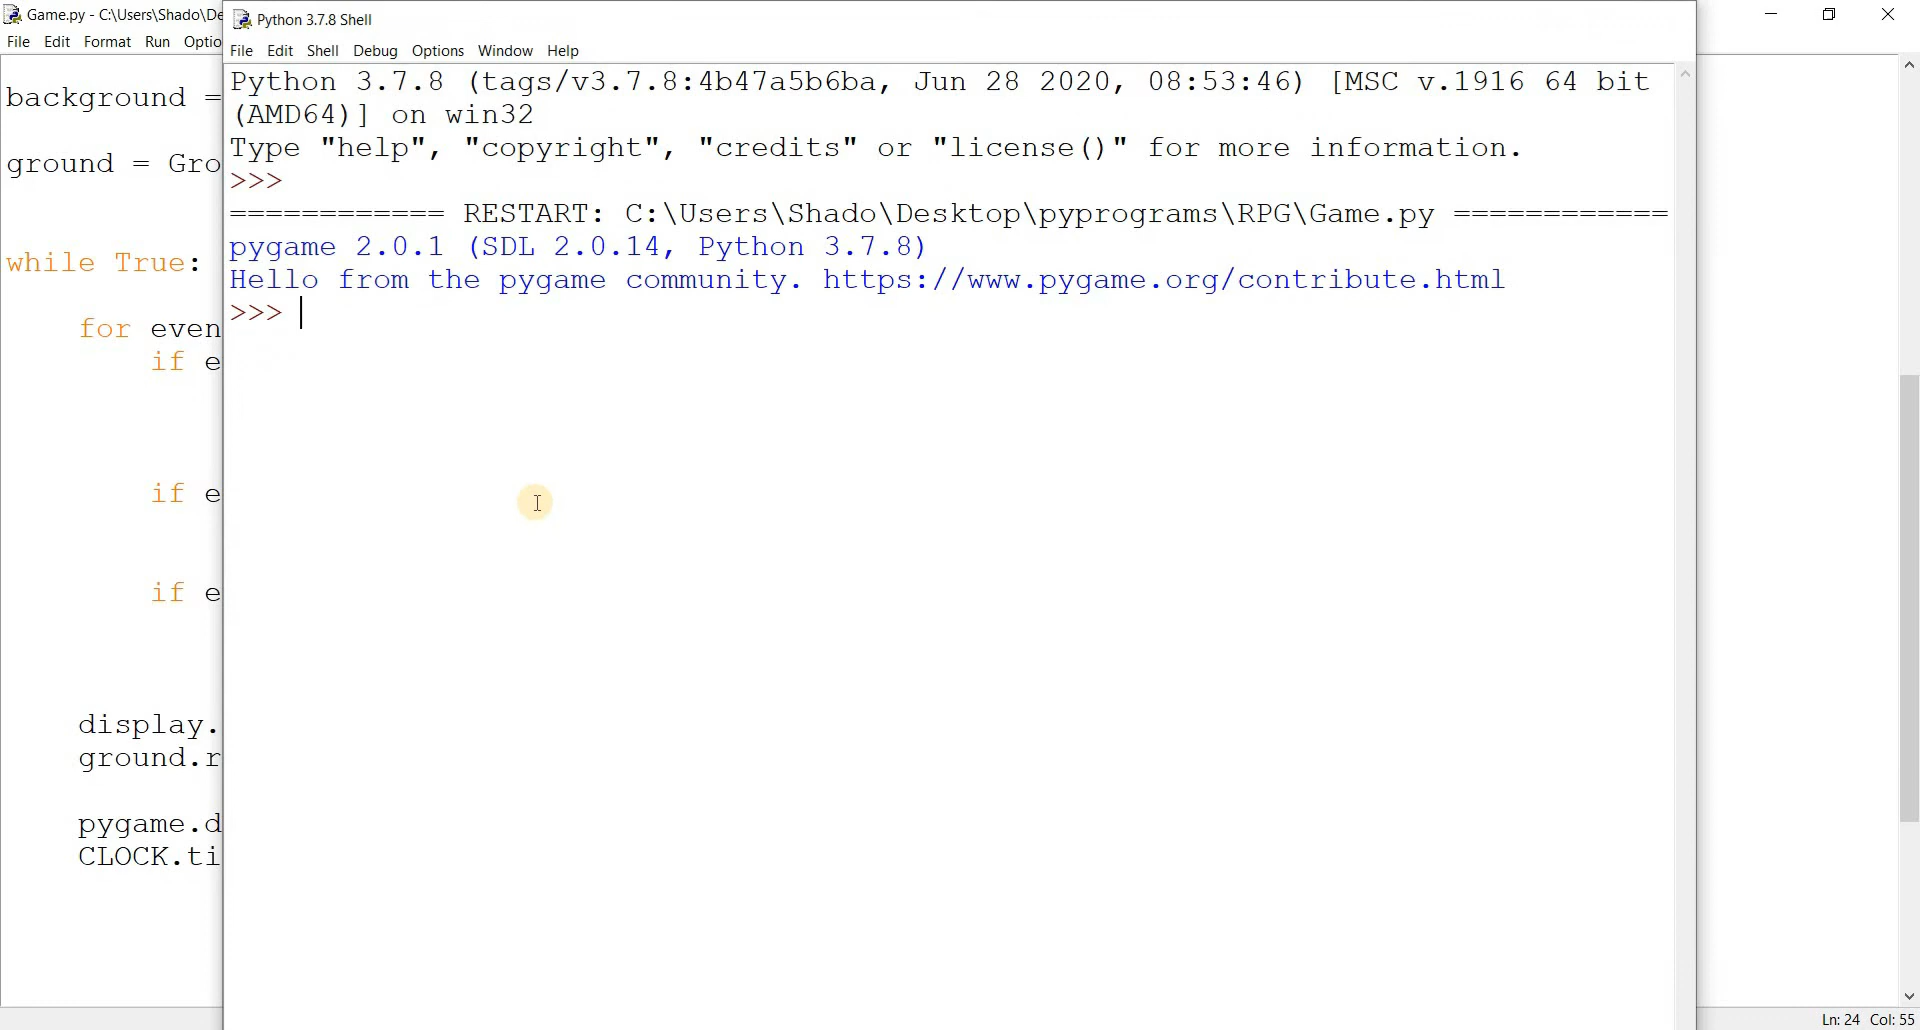 Game.py - C:\Users\Shado\De
File Edit Format Run Optio
background =
ground = Gro
while True:
for even
if e
if e
if e
display.
ground.r
pygame.d
CLOCK.ti
Python 3.7.8 Shell
File Edit Shell Debug Options Window Help
Python 3.7.8 (tags/v3.7.8:4b47a5b6ba, Jun 28 2020, 08:53:46) [MSC v.1916 64 bit
(AMD64)] on win32
Type "help", "copyright", "credits" or "license()" for more information.
>>>
============ RESTART: C:\Users\Shado\Desktop\pyprograms\RPG\Game.py ============
pygame 2.0.1 (SDL 2.0.14, Python 3.7.8)
Hello from the pygame community. https://www.pygame.org/contribute.html
>>>
Ln: 24 Col: 55